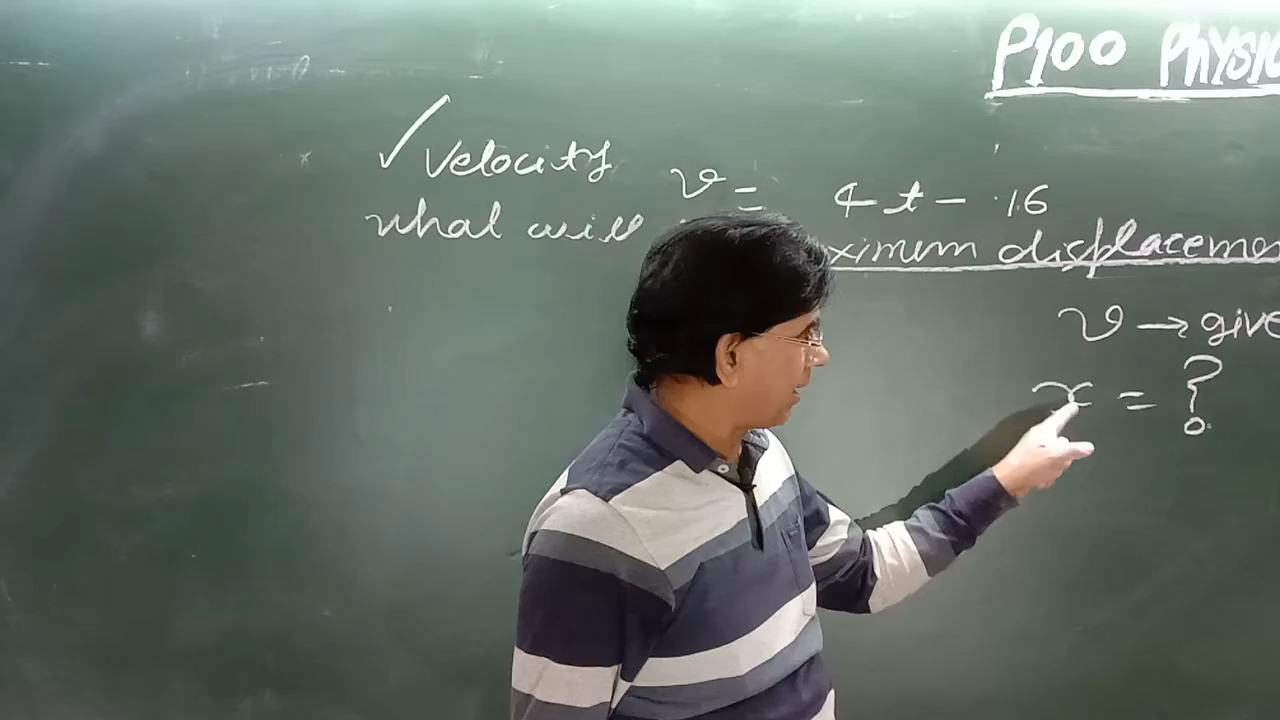 P100 Physic
✓ Velocity v = 4t - 16
what will ximum displacemen
v → give
x = ?